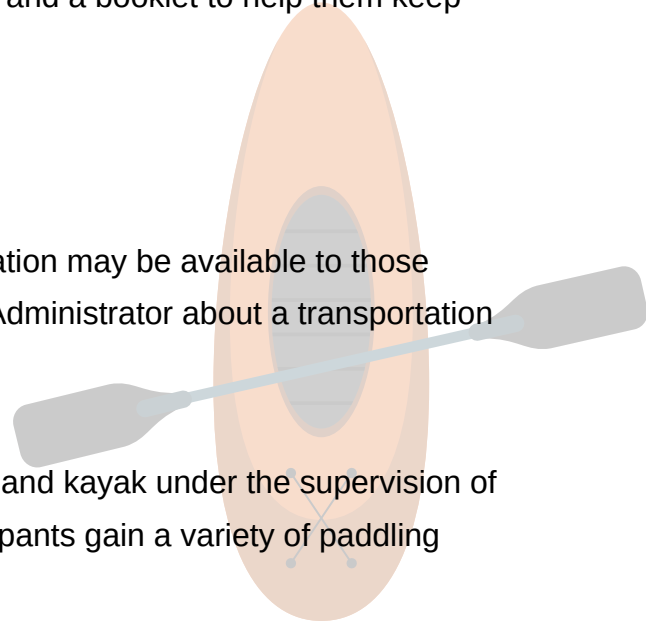 and a booklet to help them keep
ation may be available to those
Administrator about a transportation
and kayak under the supervision of
pants gain a variety of paddling